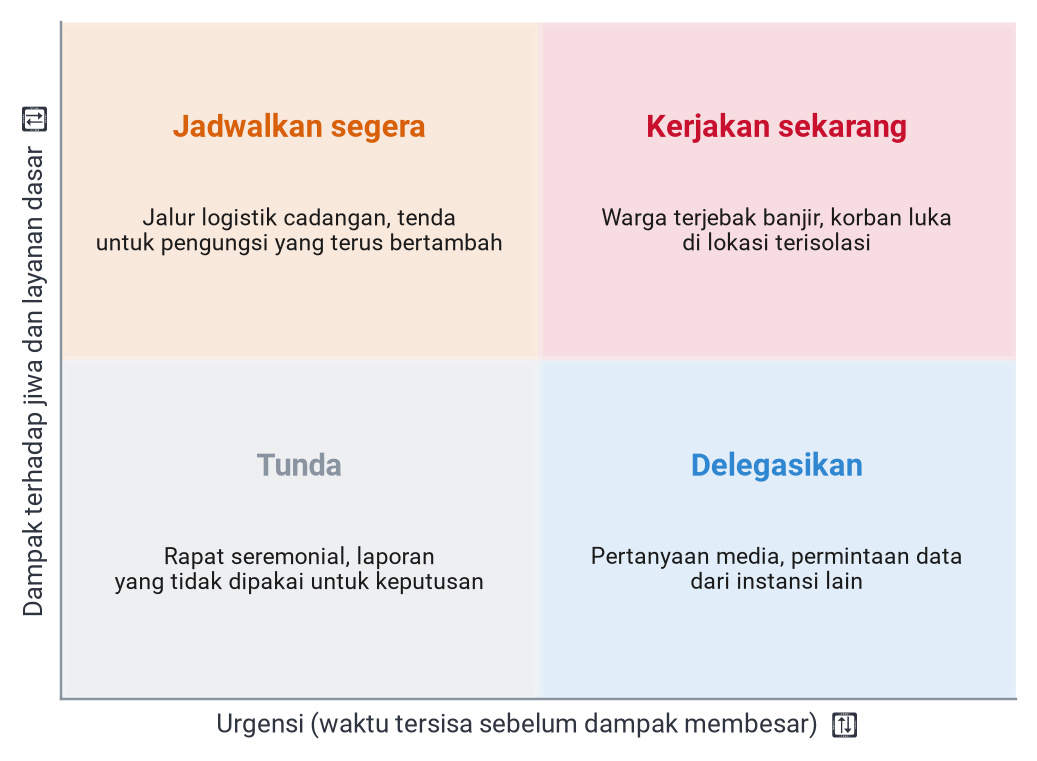 Jadwalkan segera
Kerjakan sekarang
Jalur logistik cadangan, tenda
untuk pengungsi yang terus bertambah
Warga terjebak banjir, korban luka
di lokasi terisolasi
Tunda
Delegasikan
Rapat seremonial, laporan
yang tidak dipakai untuk keputusan
Pertanyaan media, permintaan data
dari instansi lain
Dampak terhadap jiwa dan layanan dasar
Urgensi (waktu tersisa sebelum dampak membesar)